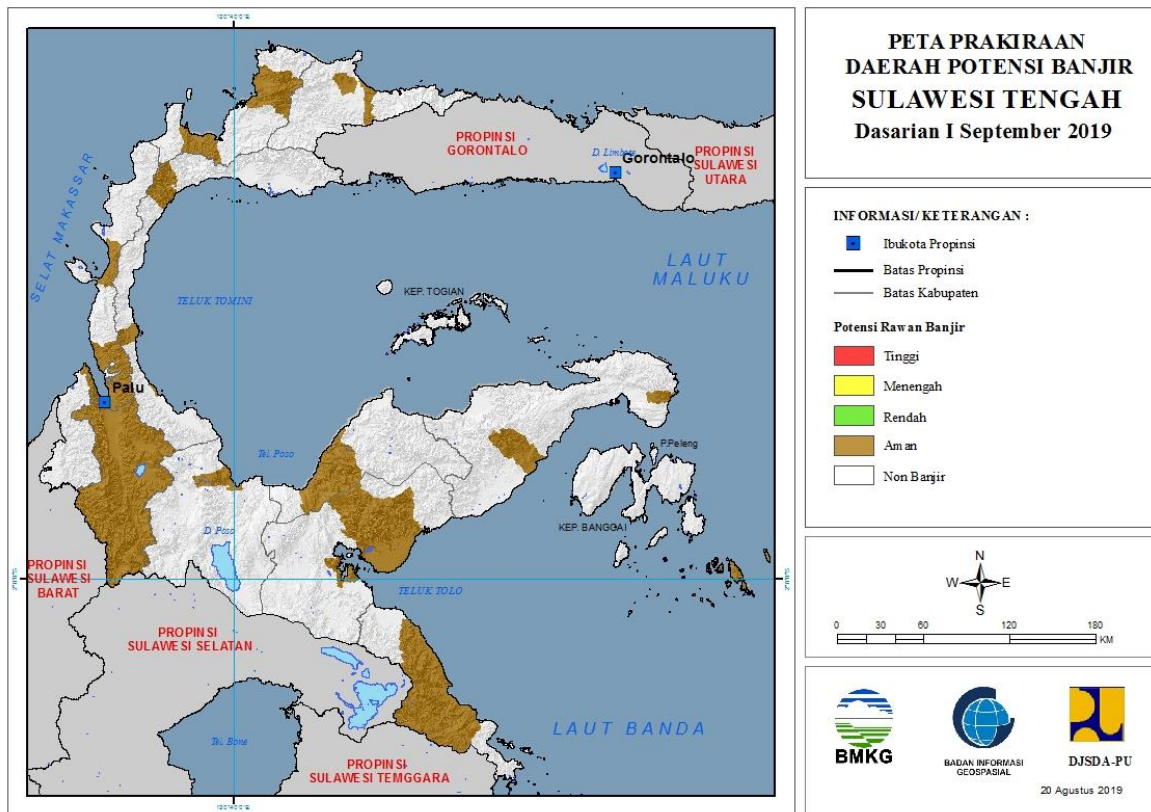 120°4'0"E
PETA PRAKIRAAN
DAERAH POTENSI BANJIR
SULAWESI TENGAH
Dasarian I September 2019
INFORMASI/ KETERANGAN :
Ibukota Propinsi
Batas Propinsi
Batas Kabupaten
Potensi Rawan Banjir
Tinggi
Menengah
Rendah
Aman
Non Banjir
N
W E
S
0 30 60 120 180
KM
BMKG
BADAN INFORMASI
GEOSPASIAL
DJSDA-PU
20 Agustus 2019
SELAT MAKASSAR
PROPINSI
GORONTALO
D. Limboto
Gorontalo
PROPINSI
SULAWESI
UTARA
LAUT
MALUKU
TELUK TOMINI
KEP. TOGIAN
Palu
Tel. Poso
P.Peleng
KEP. BANGGAI
D. Poso
PROPINSI
SULAWESI
BARAT
TELUK TOLO
PROPINSI
SULAWESI SELATAN
LAUT BANDA
Tel. Bone
PROPINSI
SULAWESI TEMGGARA